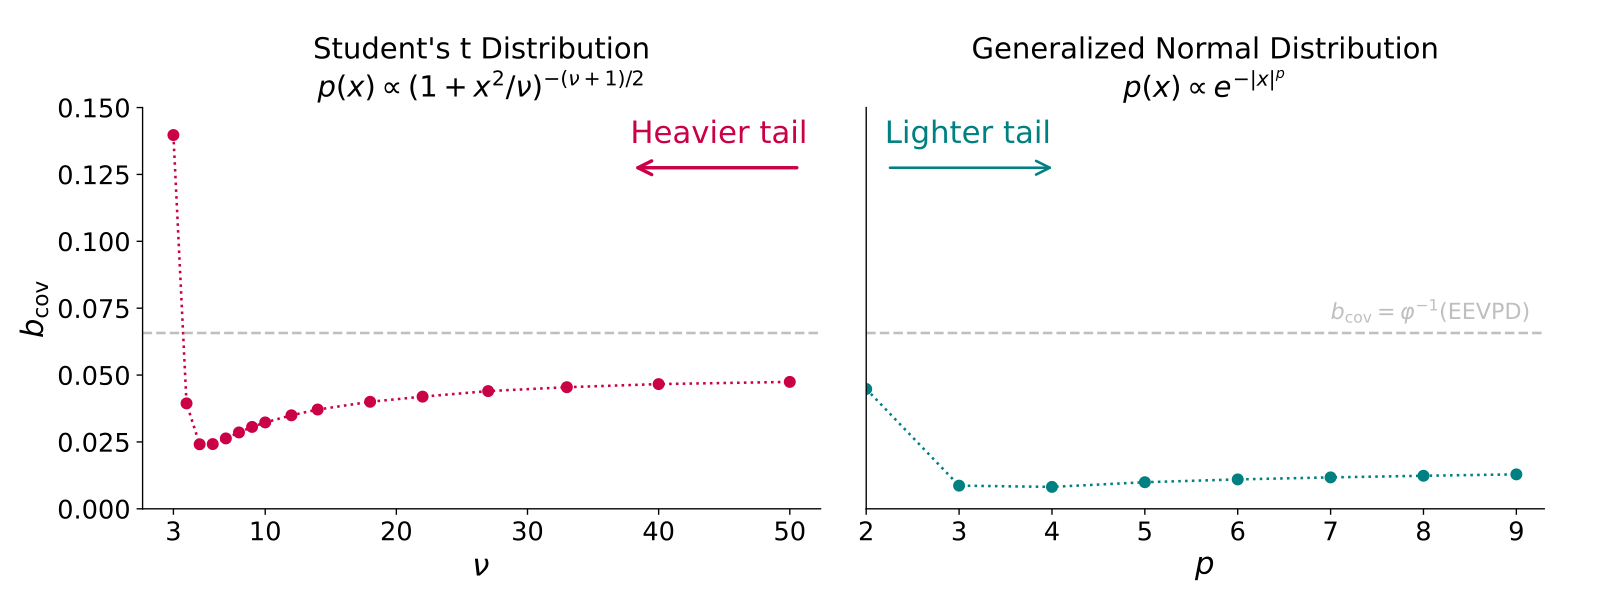 Student's t Distribution
p(x) ∝ (1 + x²/ν)^{−(ν + 1)/2}
Generalized Normal Distribution
p(x) ∝ e^{−|x|^p}
Heavier tail
Lighter tail
b_cov
0.150
0.125
0.100
0.075
0.050
0.025
0.000
b_cov = φ⁻¹(EEVPD)
3 10 20 30 40 50
ν
2 3 4 5 6 7 8 9
p